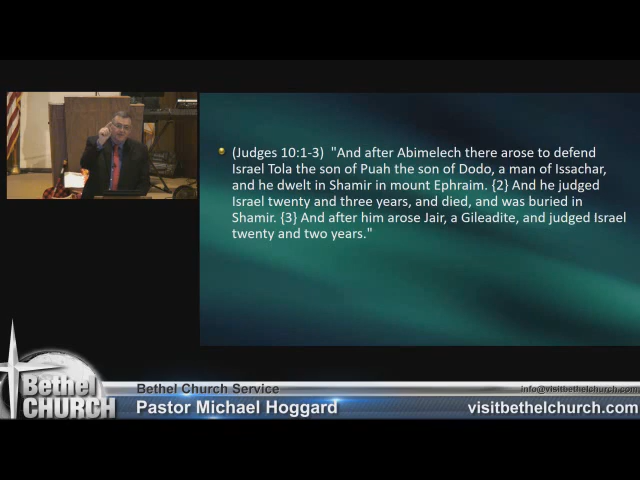 (Judges 10:1-3) "And after Abimelech there arose to defend
Israel Tola the son of Puah the son of Dodo, a man of Issachar,
and he dwelt in Shamir in mount Ephraim. {2} And he judged
Israel twenty and three years, and died, and was buried in
Shamir. {3} And after him arose Jair, a Gileadite, and judged Israel
twenty and two years."
Bethel
CHURCH
Bethel Church Service
info@visitbethelchurch.com
Pastor Michael Hoggard
visitbethelchurch.com